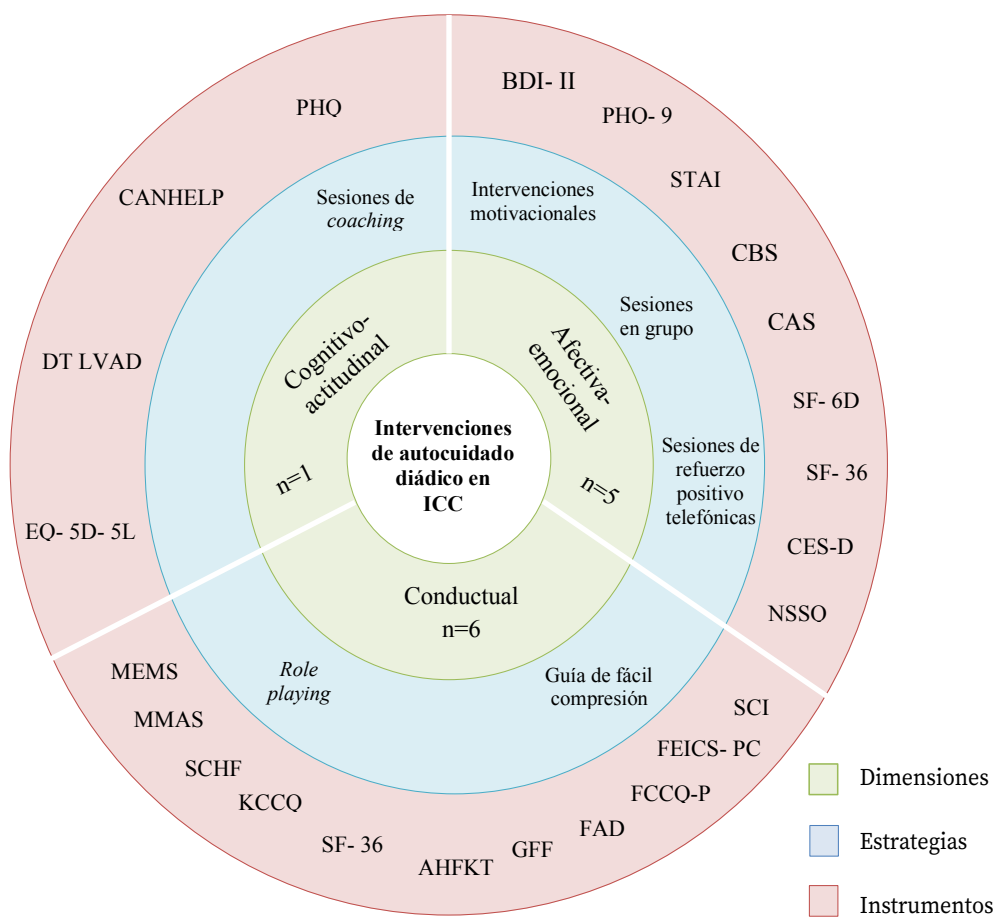 PHQ
CANHELP
DT LVAD
EQ- 5D- 5L
BDI- II
PHO- 9
STAI
CBS
CAS
SF- 6D
SF- 36
CES-D
NSSO
Sesiones de
coaching
Intervenciones
motivacionales
Sesiones
en grupo
Sesiones de
refuerzo
positivo
telefónicas
Cognitivo-
actitudinal
n=1
Afectiva-
emocional
n=5
Intervenciones
de autocuidado
diádico en
ICC
Conductual
n=6
Role
playing
Guía de fácil
compresión
MEMS
MMAS
SCHF
KCCQ
SF- 36
AHFKT
GFF
FAD
FCCQ-P
FEICS- PC
SCI
Dimensiones
Estrategias
Instrumentos